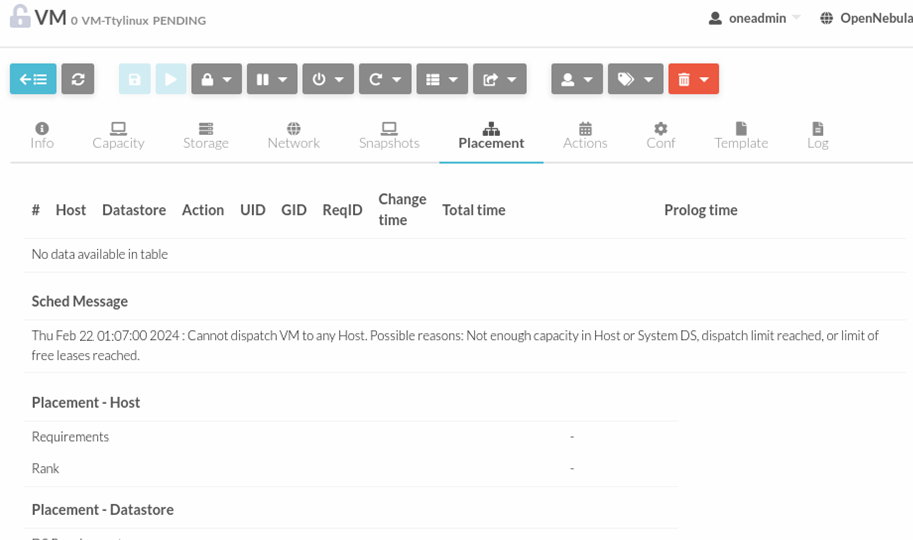 VM 0 VM-Ttylinux PENDING
oneadmin OpenNebula
Info Capacity Storage Network Snapshots Placement Actions Conf Template Log
# Host Datastore Action UID GID ReqID Change time Total time Prolog time
No data available in table
Sched Message
Thu Feb 22 01:07:00 2024 : Cannot dispatch VM to any Host. Possible reasons: Not enough capacity in Host or System DS, dispatch limit reached, or limit of
free leases reached.
Placement - Host
Requirements -
Rank -
Placement - Datastore